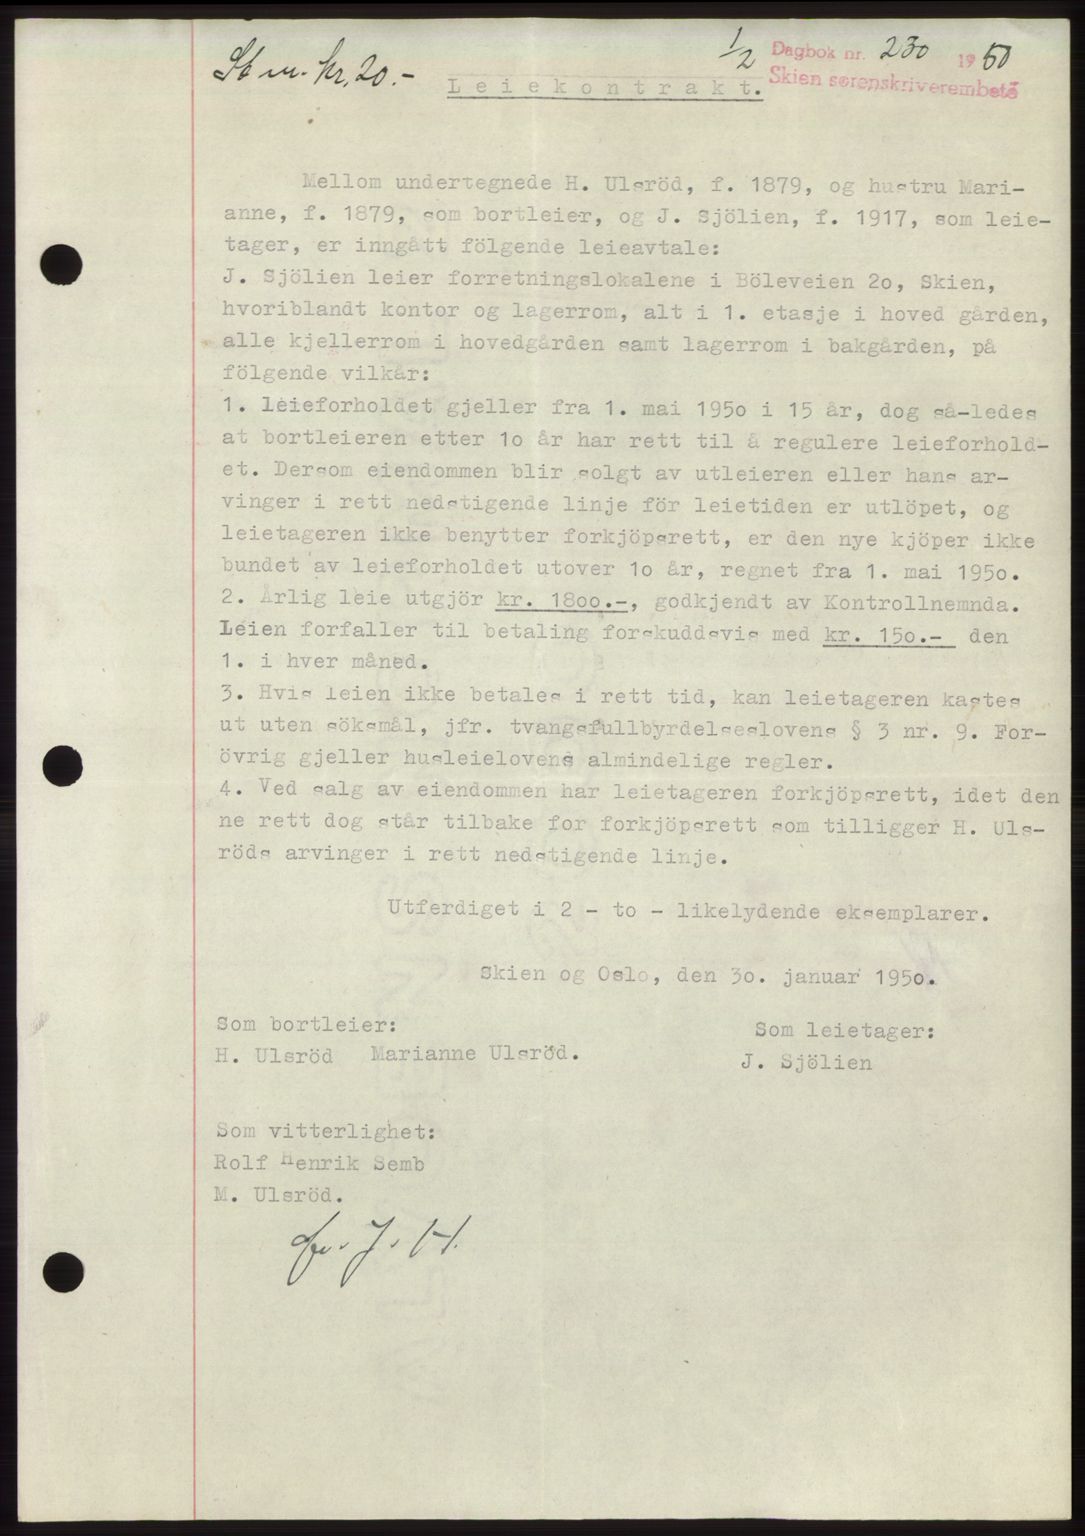 St.m. kr. 20.-
1/2 Dagbok nr. 230 1950
Skien sorenskriverembete
Leiekontrakt.
Mellom undertegnede H. Ulsröd, f. 1879, og hustru Mari-
anne, f. 1879, som bortleier, og J. Sjölien, f. 1917, som leie-
tager, er inngått fölgende leieavtale:
J. Sjölien leier forretningslokalene i Böleveien 2o, Skien,
hvoriblandt kontor og lagerrom, alt i 1. etasje i hoved gården,
alle kjellerrom i hovedgården samt lagerrom i bakgården, på
fölgende vilkår:
1. leieforholdet gjeller fra 1. mai 195o i 15 år, dog så-ledes
at bortleieren etter 1o år har rett til å regulere leieforhold-
et. Dersom eiendommen blir solgt av utleieren eller hans ar-
vinger i rett nedstigende linje för leietiden er utlöpet, og
leietageren ikke benytter forkjöpsrett, er den nye kjöper ikke
bundet av leieforholdet utover 1o år, regnet fra 1. mai 195o.
2. Årlig leie utgjör kr. 18oo.-, godkjendt av Kontrollnemnda.
Leien forfaller til betaling forskuddsvis med kr. 15o.- den
1. i hver måned.
3. Hvis leien ikke betales i rett tid, kan leietageren kastes
ut uten söksmål, jfr. tvangsfullbyrdelseslovens § 3 nr. 9. For-
övrig gjeller husleielovens almindelige regler.
4. Ved salg av eiendommen har leietageren forkjöpsrett, idet den
ne rett dog står tilbake for forkjöpsrett som tilligger H. Uls-
röds arvinger i rett nedstigende linje.
Utferdiget i 2 - to - likelydende eksemplarer.
Skien og Oslo, den 3o. januar 195o.
Som bortleier: Som leietager:
H. Ulsröd Marianne Ulsröd. J. Sjölien
Som vitterlighet:
Rolf Henrik Semb
M. Ulsröd.